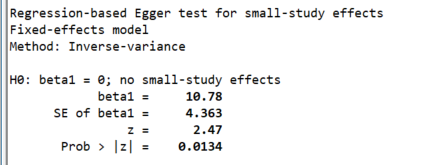 Regression-based Egger test for small-study effects
Fixed-effects model
Method: Inverse-variance
H0: beta1 = 0; no small-study effects
beta1 = 10.78
SE of beta1 = 4.363
z = 2.47
Prob > |z| = 0.0134